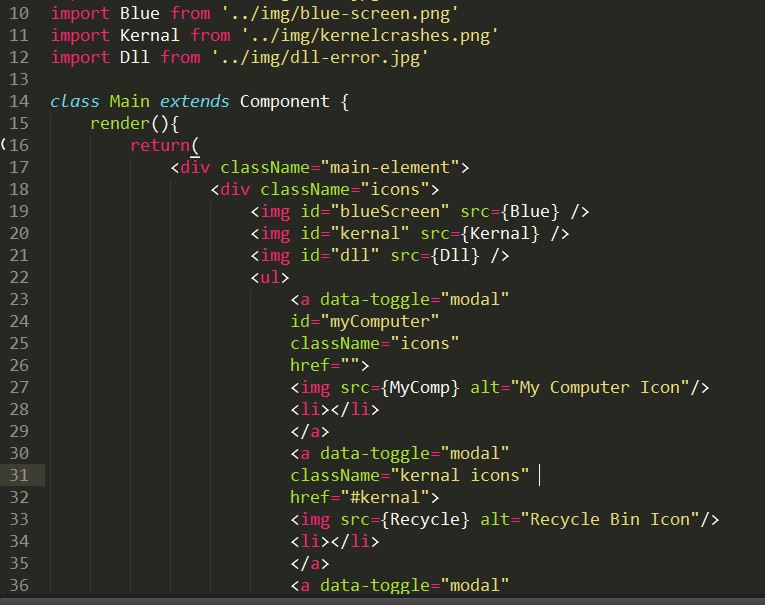 10 import Blue from '../img/blue-screen.png'
11 import Kernal from '../img/kernelcrashes.png'
12 import Dll from '../img/dll-error.jpg'
13
14 class Main extends Component {
15 render(){
(16 return(
17 <div className="main-element">
18 <div className="icons">
19 <img id="blueScreen" src={Blue} />
20 <img id="kernal" src={Kernal} />
21 <img id="dll" src={Dll} />
22 <ul>
23 <a data-toggle="modal"
24 id="myComputer"
25 className="icons"
26 href="">
27 <img src={MyComp} alt="My Computer Icon"/>
28 <li></li>
29 </a>
30 <a data-toggle="modal"
31 className="kernal icons"
32 href="#kernal">
33 <img src={Recycle} alt="Recycle Bin Icon"/>
34 <li></li>
35 </a>
36 <a data-toggle="modal"